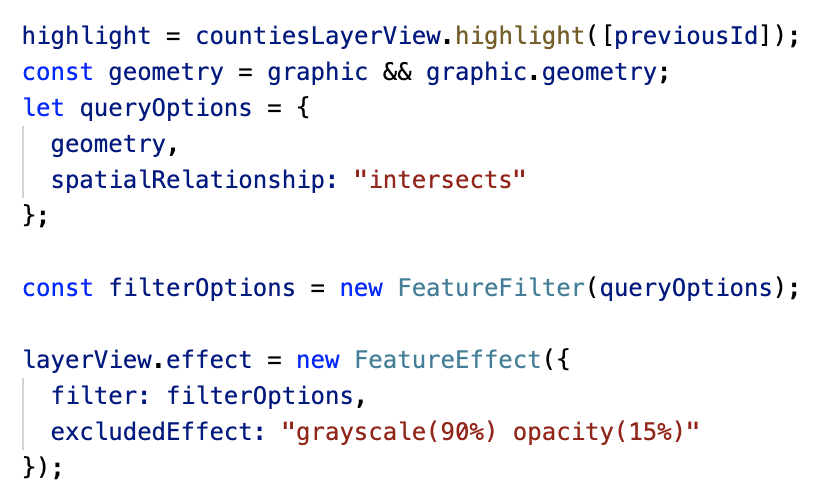 highlight = countiesLayerView.highlight([previousId]);
const geometry = graphic && graphic.geometry;
let queryOptions = {
  geometry,
  spatialRelationship: "intersects"
};

const filterOptions = new FeatureFilter(queryOptions);

layerView.effect = new FeatureEffect({
  filter: filterOptions,
  excludedEffect: "grayscale(90%) opacity(15%)"
});